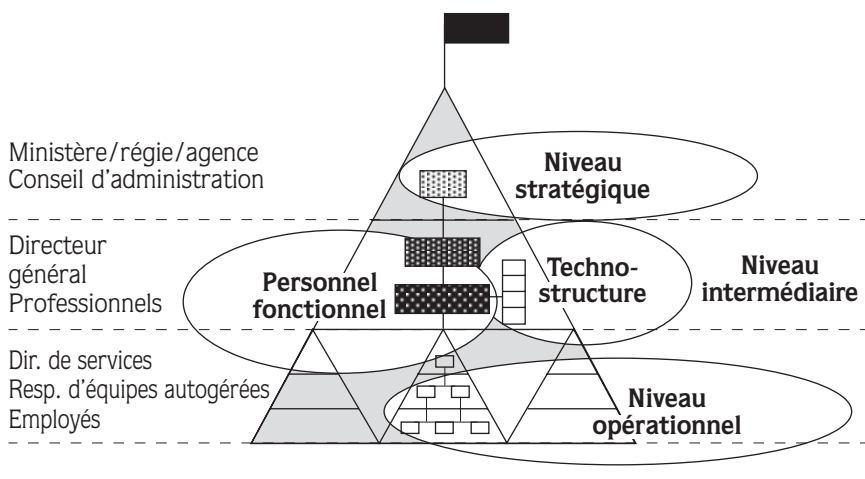 Ministère/régie/agence
Conseil d'administration
Niveau
stratégique
Directeur
général
Professionnels
Personnel
fonctionnel
Techno-
structure
Niveau
intermédiaire
Dir. de services
Resp. d'équipes autogérées
Employés
Niveau
opérationnel